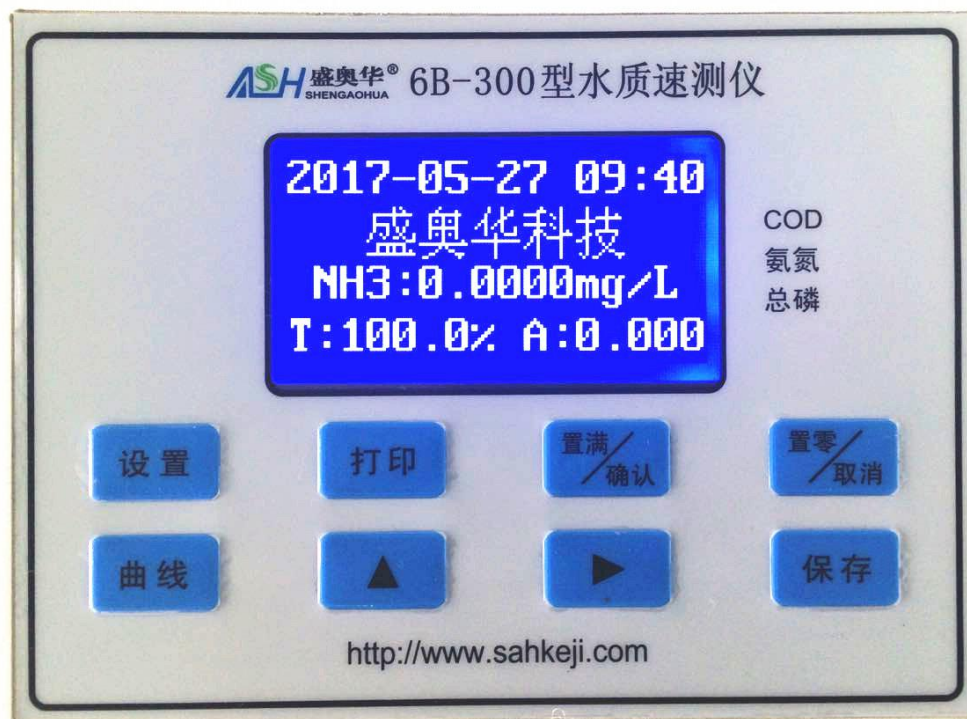 ASH 盛奥华® 6B-300型水质速测仪
SHENGAOHUA
2017-05-27 09:40
盛奥华科技
NH3:0.0000mg/L
T:100.0% A:0.000
COD
氨氮
总磷
设置 打印 置满/确认 置零/取消
曲线 ▲ ▶ 保存
http://www.sahkeji.com